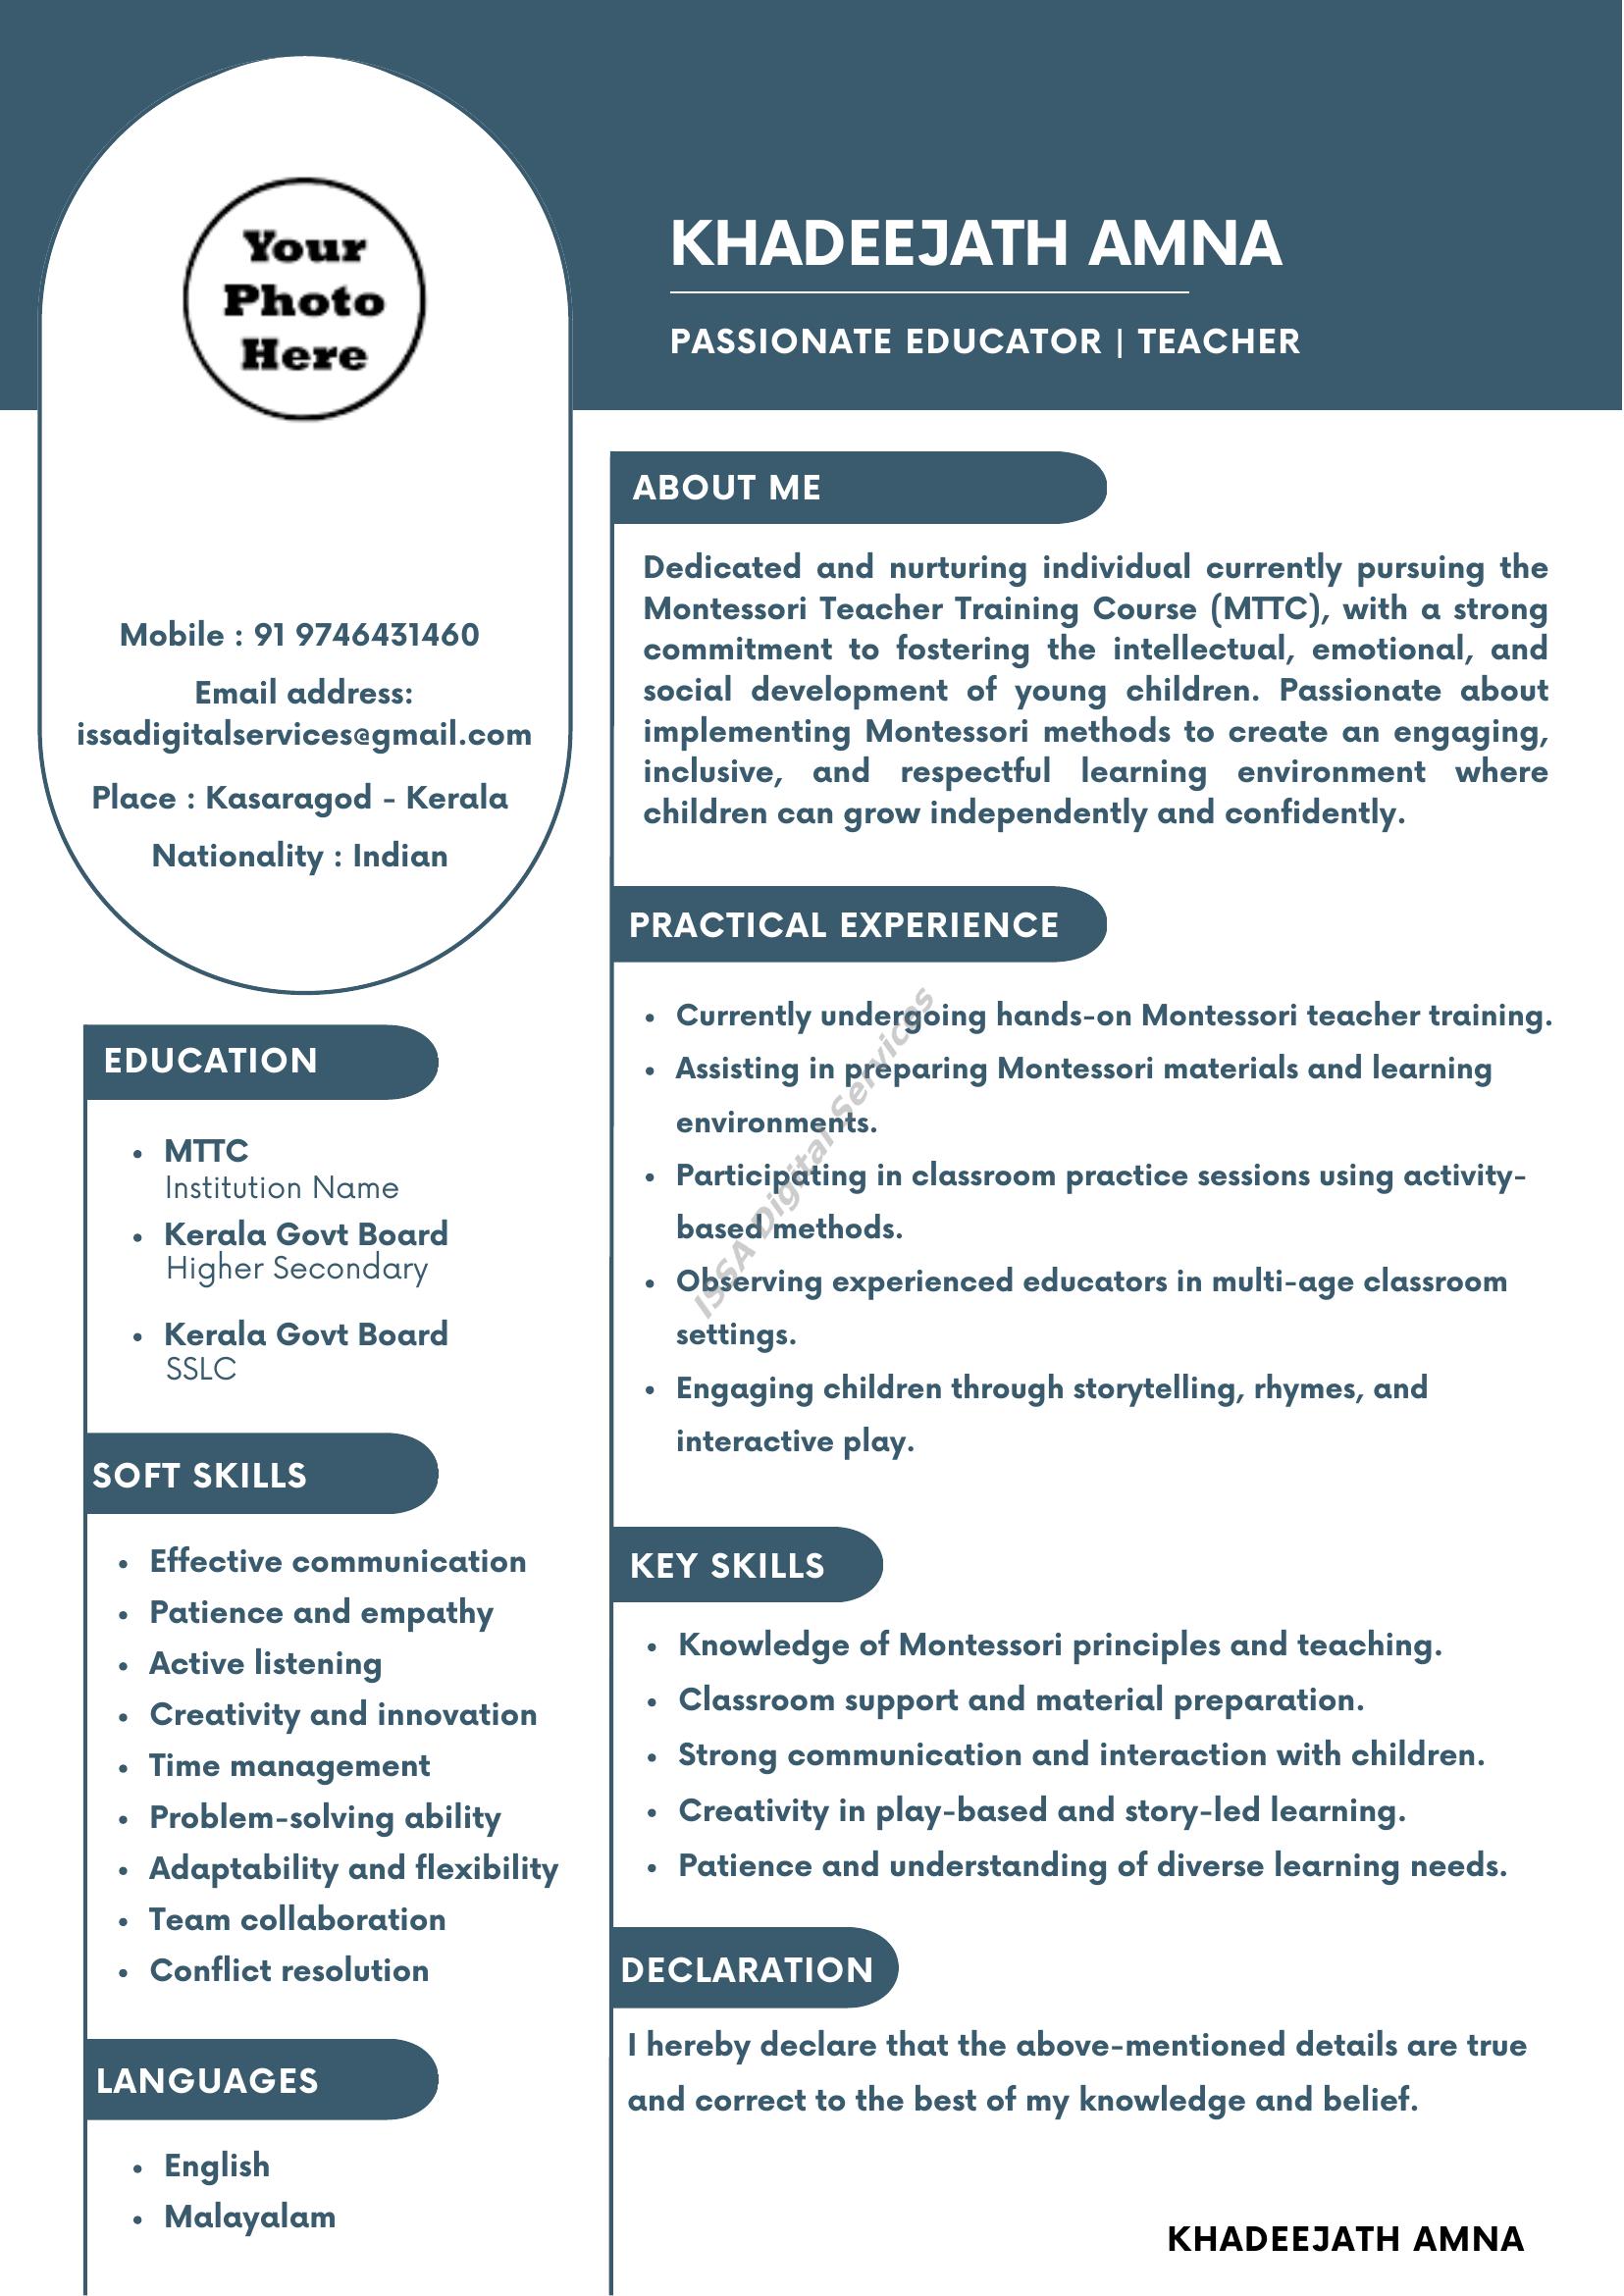 Your
Photo
Here
KHADEEJATH AMNA
PASSIONATE EDUCATOR | TEACHER
Mobile : 91 9746431460
Email address:
issadigitalservices@gmail.com
Place : Kasaragod - Kerala
Nationality : Indian
EDUCATION
• MTTC
Institution Name
• Kerala Govt Board
Higher Secondary
• Kerala Govt Board
SSLC
SOFT SKILLS
• Effective communication
• Patience and empathy
• Active listening
• Creativity and innovation
• Time management
• Problem-solving ability
• Adaptability and flexibility
• Team collaboration
• Conflict resolution
LANGUAGES
• English
• Malayalam
ABOUT ME
Dedicated and nurturing individual currently pursuing the
Montessori Teacher Training Course (MTTC), with a strong
commitment to fostering the intellectual, emotional, and
social development of young children. Passionate about
implementing Montessori methods to create an engaging,
inclusive, and respectful learning environment where
children can grow independently and confidently.
PRACTICAL EXPERIENCE
• Currently undergoing hands-on Montessori teacher training.
• Assisting in preparing Montessori materials and learning
environments.
• Participating in classroom practice sessions using activity-
based methods.
• Observing experienced educators in multi-age classroom
settings.
• Engaging children through storytelling, rhymes, and
interactive play.
ISSA Digital Services
KEY SKILLS
• Knowledge of Montessori principles and teaching.
• Classroom support and material preparation.
• Strong communication and interaction with children.
• Creativity in play-based and story-led learning.
• Patience and understanding of diverse learning needs.
DECLARATION
I hereby declare that the above-mentioned details are true
and correct to the best of my knowledge and belief.
KHADEEJATH AMNA